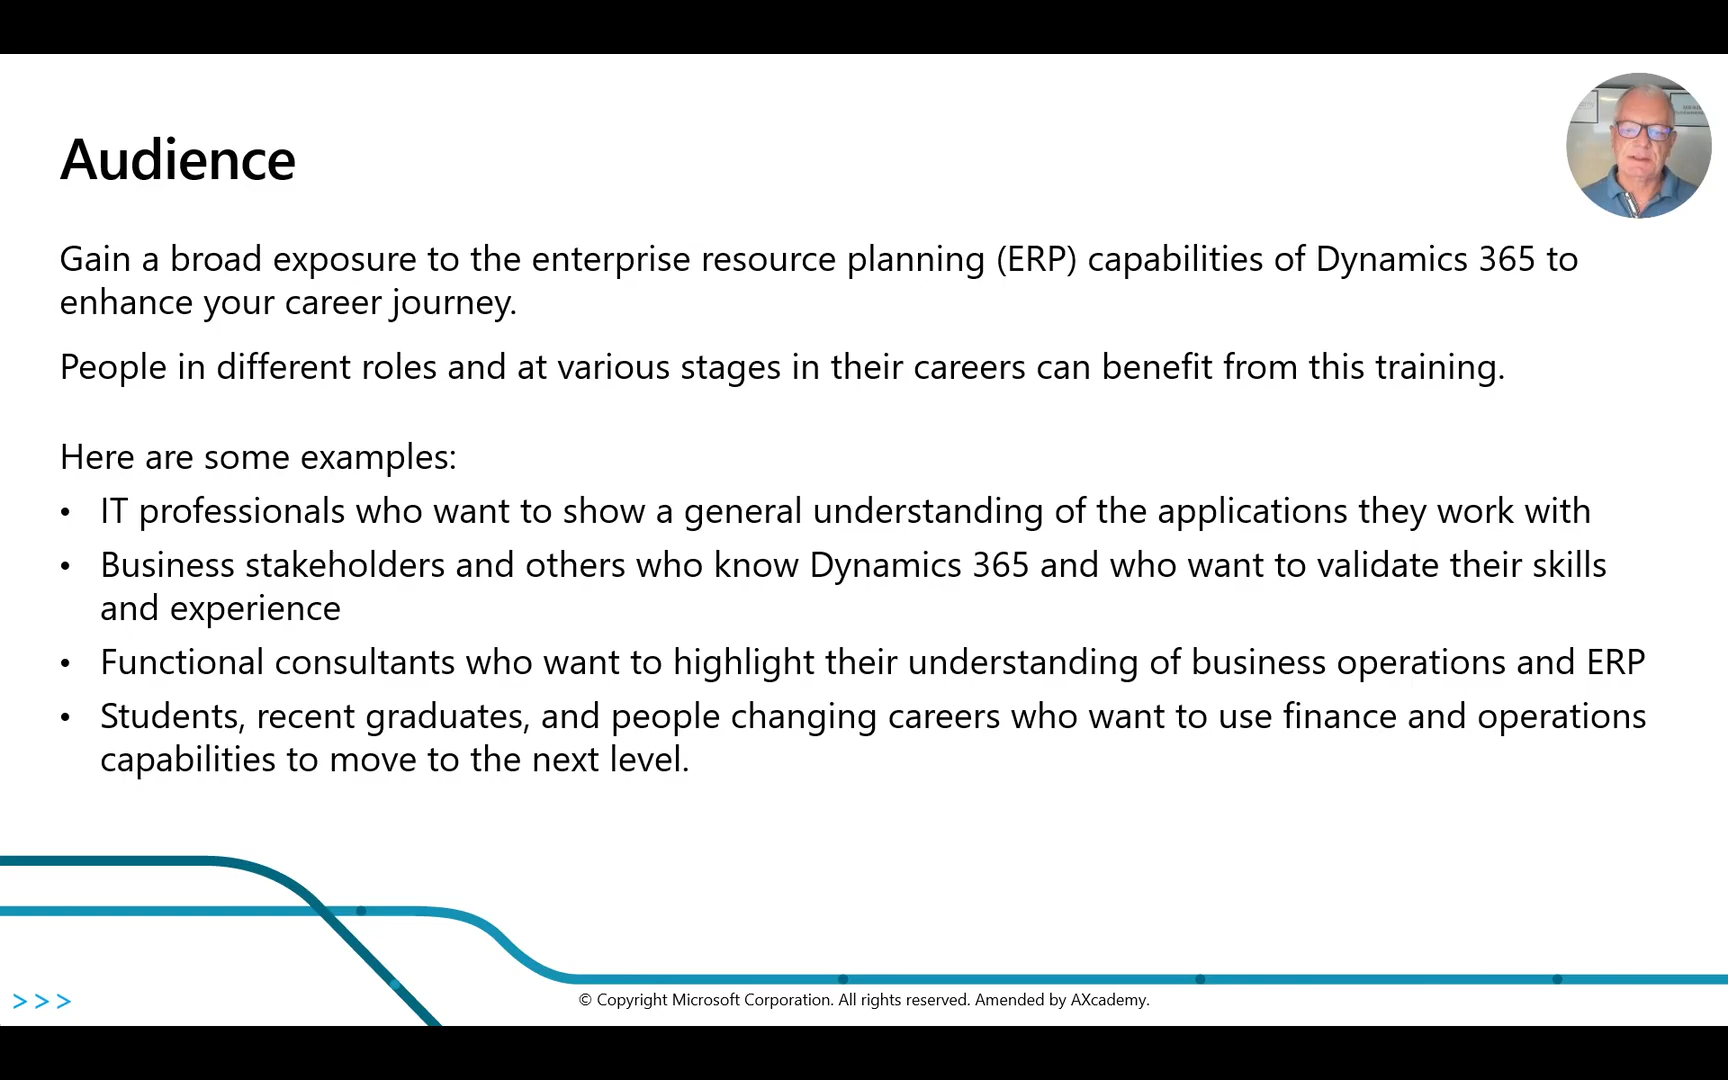 Audience
Gain a broad exposure to the enterprise resource planning (ERP) capabilities of Dynamics 365 to
enhance your career journey.
People in different roles and at various stages in their careers can benefit from this training.
Here are some examples:
• IT professionals who want to show a general understanding of the applications they work with
• Business stakeholders and others who know Dynamics 365 and who want to validate their skills
and experience
• Functional consultants who want to highlight their understanding of business operations and ERP
• Students, recent graduates, and people changing careers who want to use finance and operations
capabilities to move to the next level.
>>>
© Copyright Microsoft Corporation. All rights reserved. Amended by AXcademy.